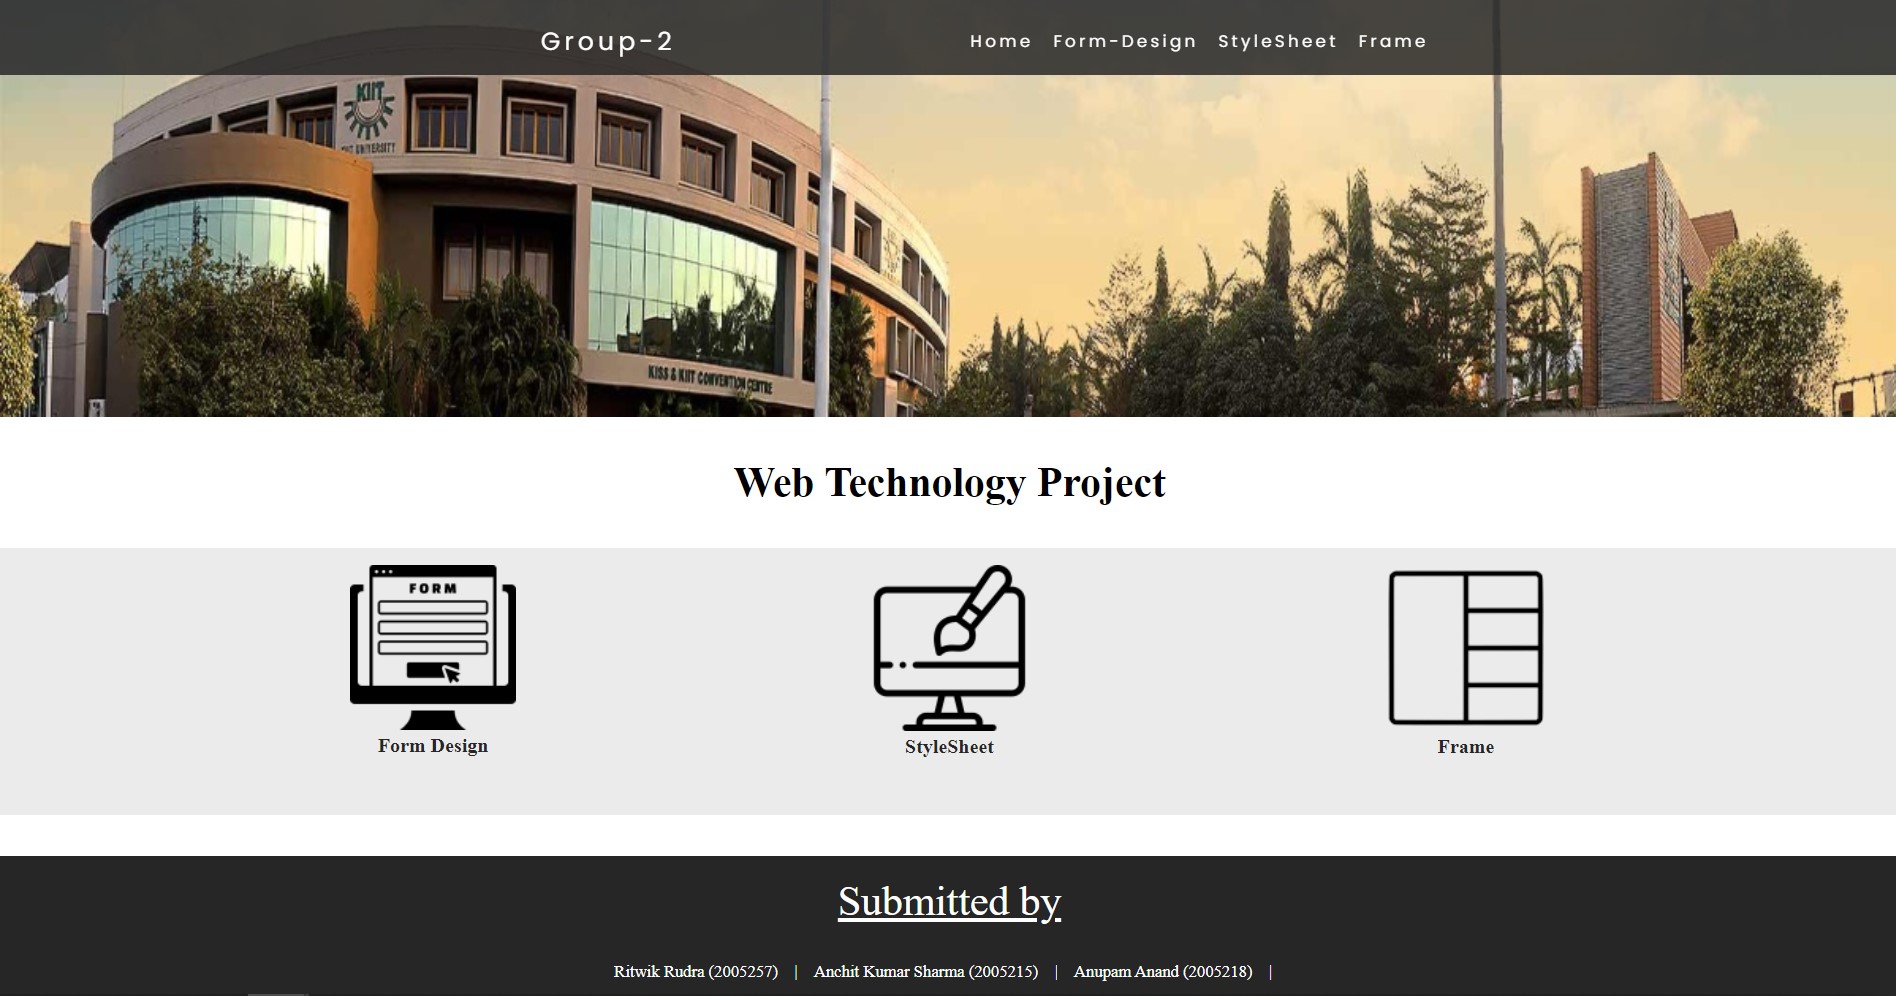 Group-2
Home Form-Design StyleSheet Frame
KIIT
UNIVERSITY
KISS & KIIT CONVENTION CENTRE
Web Technology Project
FORM
Form Design
StyleSheet
Frame
Submitted by
Ritwik Rudra (2005257) | Anchit Kumar Sharma (2005215) | Anupam Anand (2005218) |